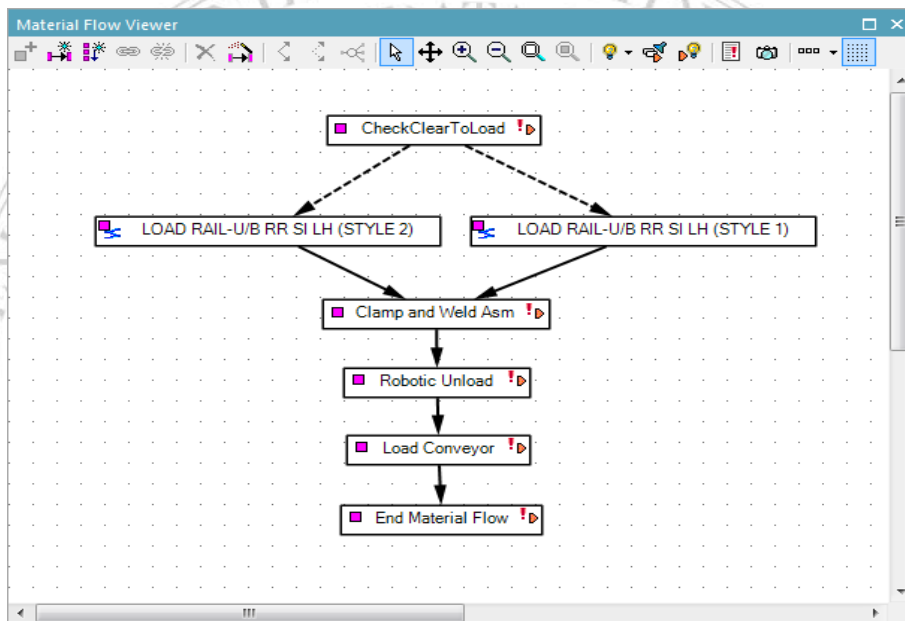 Material Flow Viewer
CheckClearToLoad
LOAD RAIL-U/B RR SI LH (STYLE 2)
LOAD RAIL-U/B RR SI LH (STYLE 1)
Clamp and Weld Asm
Robotic Unload
Load Conveyor
End Material Flow